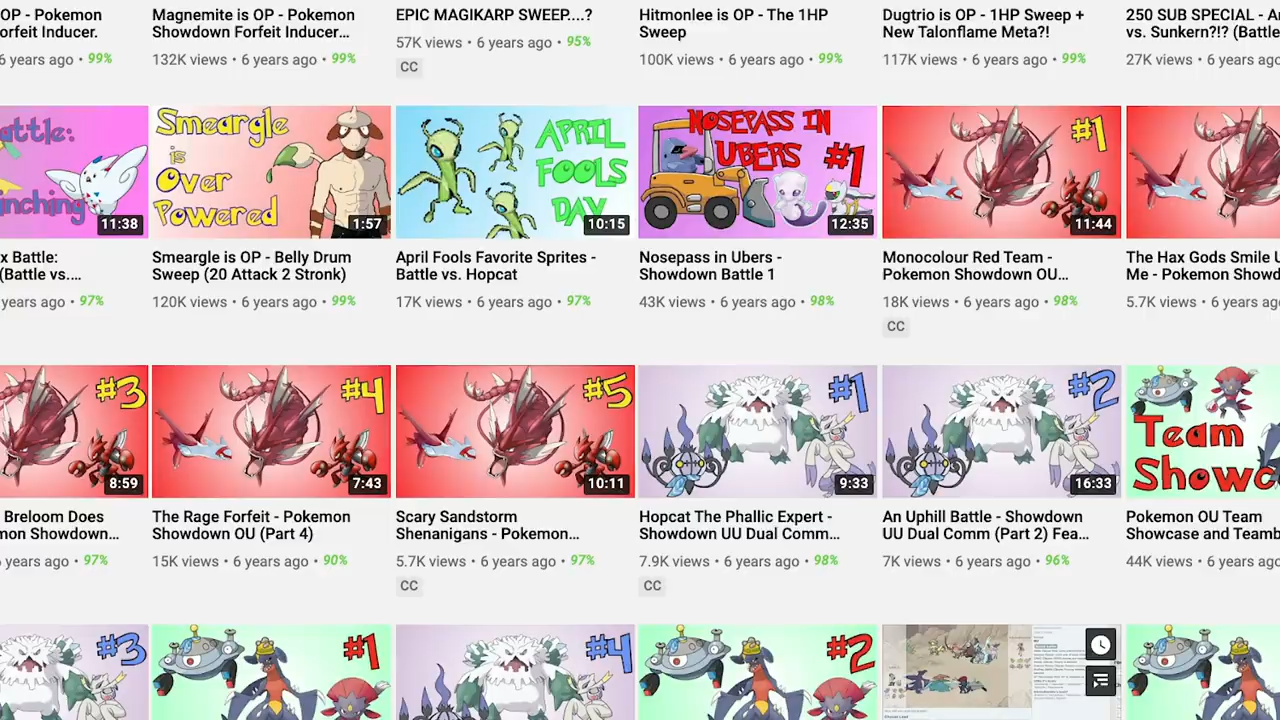 OP - Pokemon
orfeit Inducer.
6 years ago • 99%
Magnemite is OP - Pokemon
Showdown Forfeit Inducer…
132K views • 6 years ago • 99%
EPIC MAGIKARP SWEEP....?
57K views • 6 years ago • 95%
CC
Hitmonlee is OP - The 1HP
Sweep
100K views • 6 years ago • 99%
Dugtrio is OP - 1HP Sweep +
New Talonflame Meta?!
117K views • 6 years ago • 99%
250 SUB SPECIAL - A
vs. Sunkern?!? (Battle
27K views • 6 years
attle:
inching
11:38
x Battle:
(Battle vs.…
years ago • 97%
Smeargle
is
Over
Powered
1:57
Smeargle is OP - Belly Drum
Sweep (20 Attack 2 Stronk)
120K views • 6 years ago • 99%
APRIL
FOOLS
DAY
10:15
April Fools Favorite Sprites -
Battle vs. Hopcat
17K views • 6 years ago • 97%
NOSEPASS IN
UBERS #1
12:35
Nosepass in Ubers -
Showdown Battle 1
43K views • 6 years ago • 98%
#1
11:44
Monocolour Red Team -
Pokemon Showdown OU…
18K views • 6 years ago • 98%
CC
The Hax Gods Smile U
Me - Pokemon Showd
5.7K views • 6 years
#3
8:59
Breloom Does
mon Showdown…
6 years ago • 97%
#4
7:43
The Rage Forfeit - Pokemon
Showdown OU (Part 4)
15K views • 6 years ago • 90%
#5
10:11
Scary Sandstorm
Shenanigans - Pokemon…
5.7K views • 6 years ago • 97%
CC
#1
9:33
Hopcat The Phallic Expert -
Showdown UU Dual Comm…
7.9K views • 6 years ago • 98%
CC
#2
16:33
An Uphill Battle - Showdown
UU Dual Comm (Part 2) Fea…
7K views • 6 years ago • 96%
Team
Showc
Pokemon OU Team
Showcase and Teamb
44K views • 6 years ago
#3
#1
#4
#2